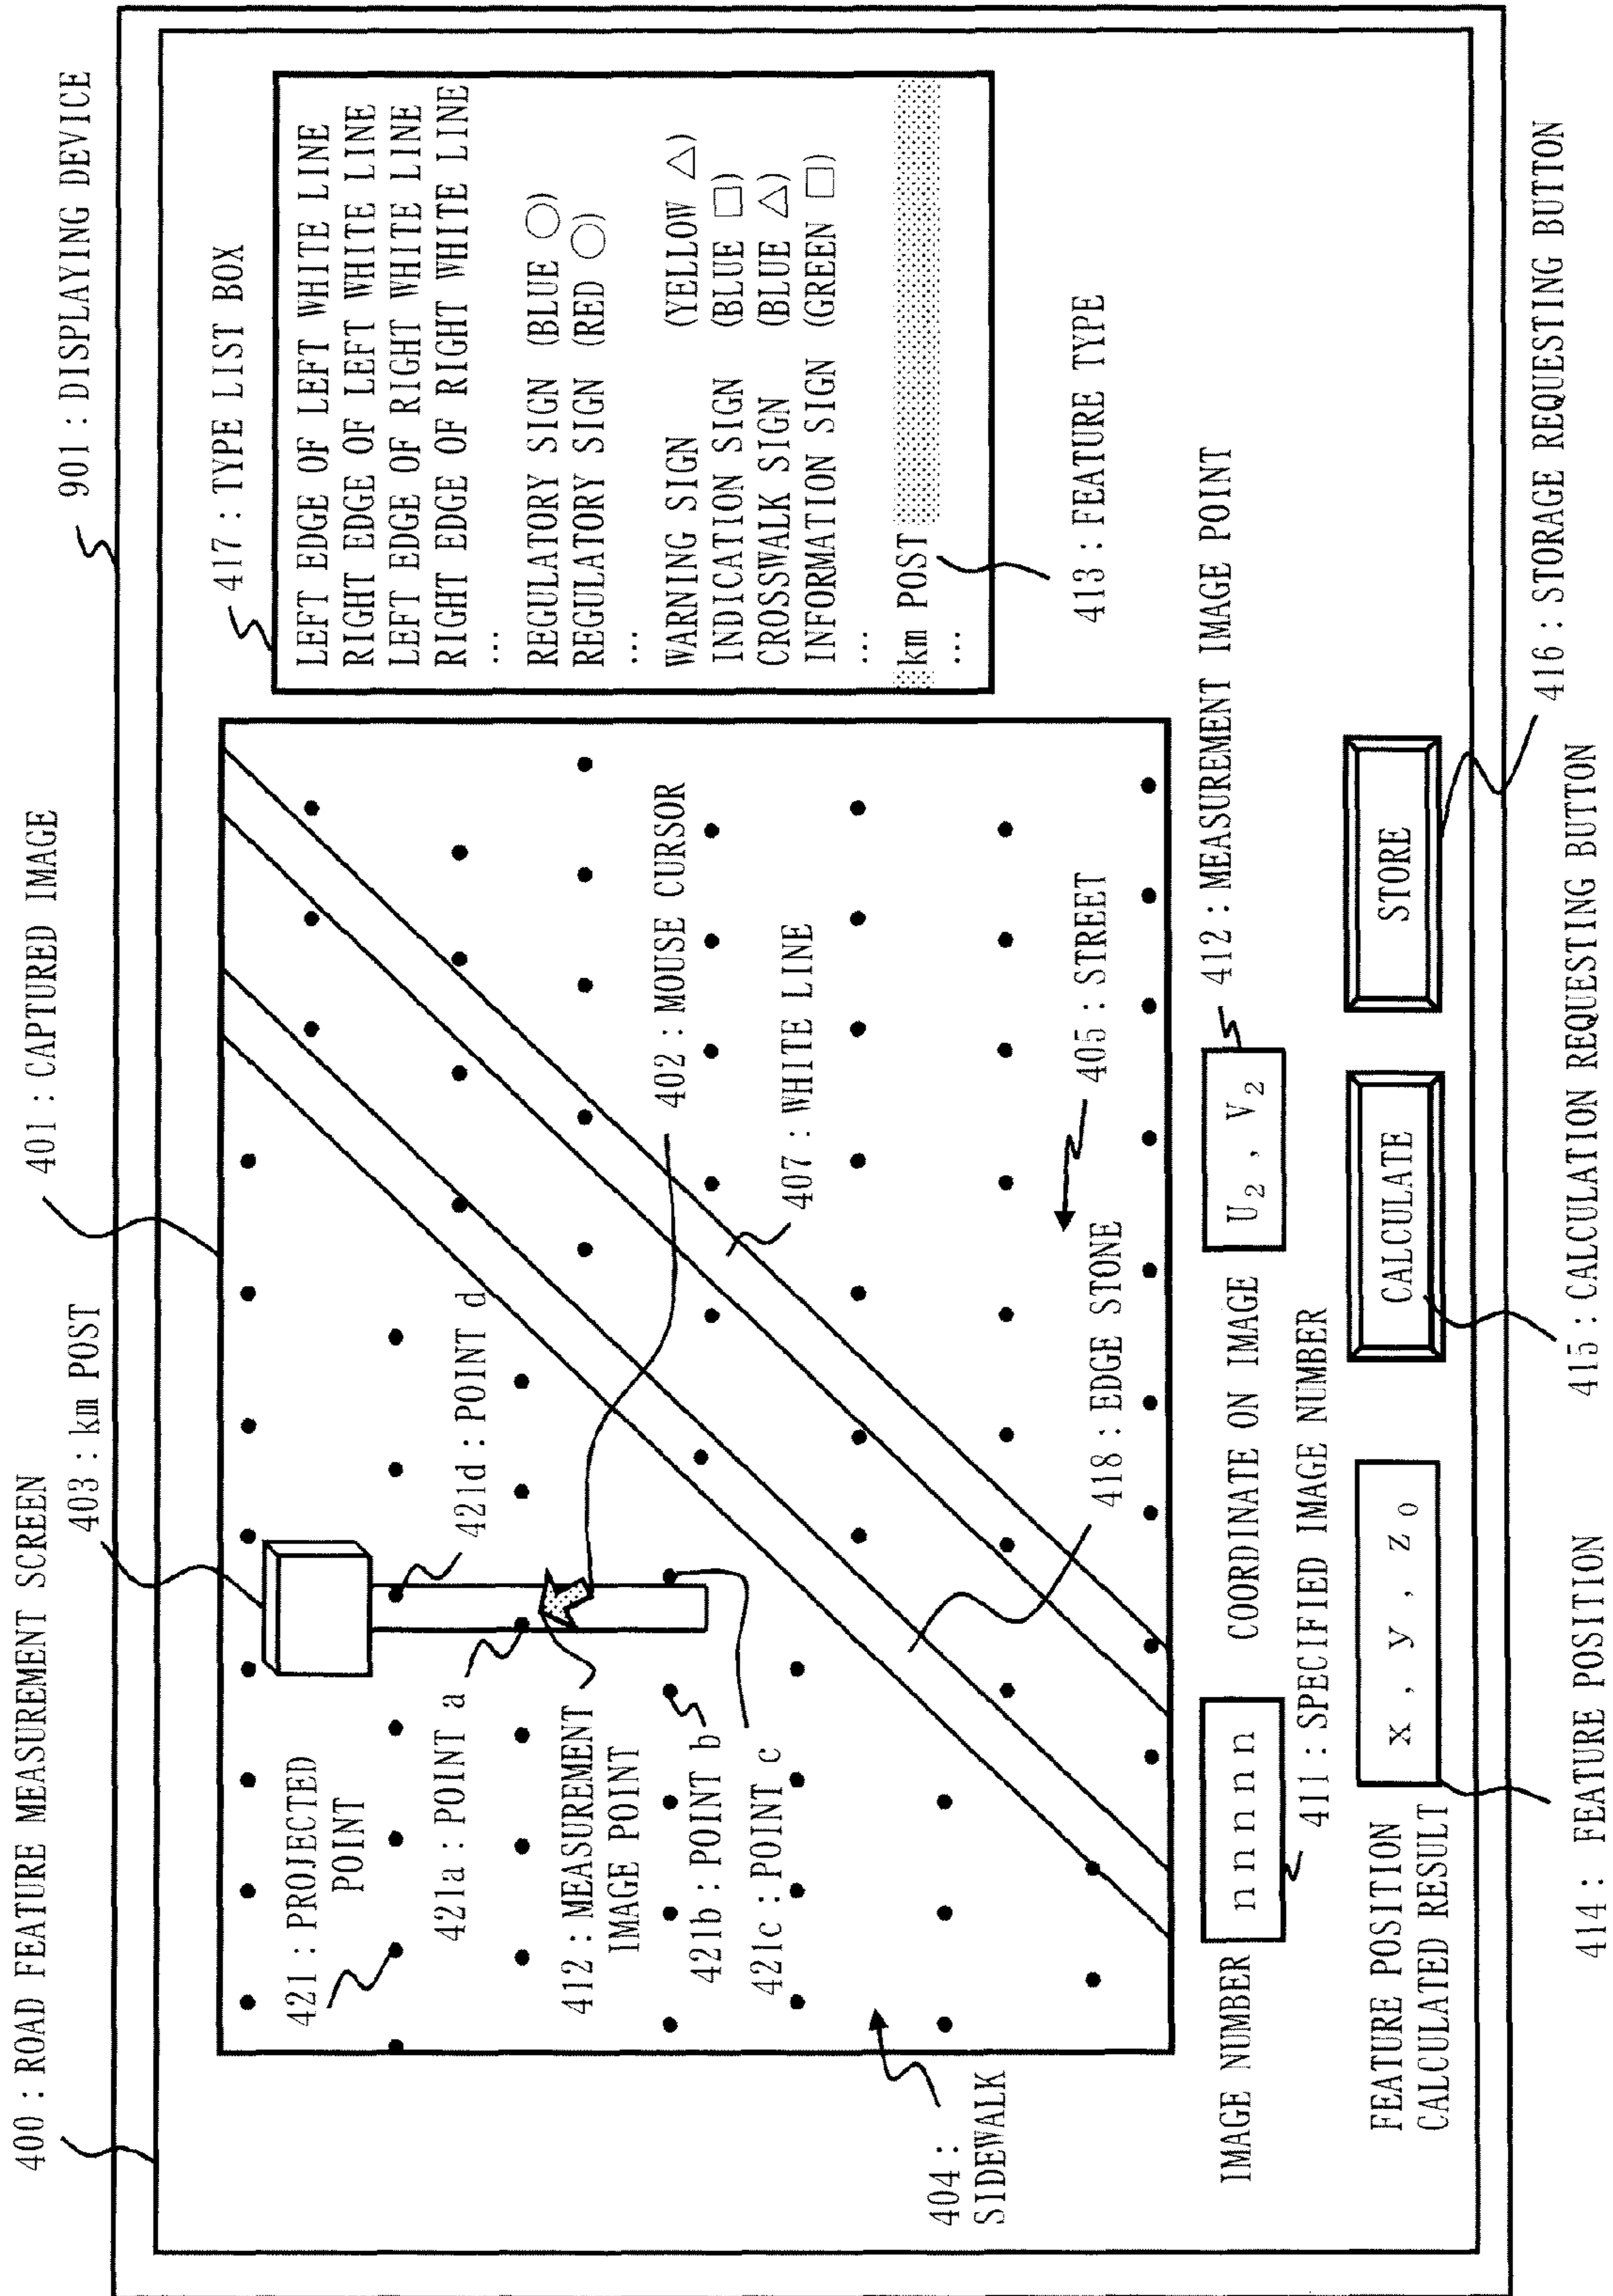 400 : ROAD FEATURE MEASUREMENT SCREEN
403 : km POST
401 : CAPTURED IMAGE
901 : DISPLAYING DEVICE
417 : TYPE LIST BOX
LEFT EDGE OF LEFT WHITE LINE
RIGHT EDGE OF LEFT WHITE LINE
LEFT EDGE OF RIGHT WHITE LINE
RIGHT EDGE OF RIGHT WHITE LINE
...
REGULATORY SIGN (BLUE ○)
REGULATORY SIGN (RED ○)
...
WARNING SIGN (YELLOW △)
INDICATION SIGN (BLUE □)
CROSSWALK SIGN (BLUE △)
INFORMATION SIGN (GREEN □)
...
km POST
...
413 : FEATURE TYPE
421 : PROJECTED
POINT
421d : POINT d
421a : POINT a
412 : MEASUREMENT
IMAGE POINT
421b : POINT b
421c : POINT c
402 : MOUSE CURSOR
407 : WHITE LINE
405 : STREET
418 : EDGE STONE
404 :
SIDEWALK
IMAGE NUMBER
n n n n n
411 : SPECIFIED IMAGE NUMBER
COORDINATE ON IMAGE
U₂ , V₂
412 : MEASUREMENT IMAGE POINT
FEATURE POSITION
CALCULATED RESULT
x , y , z₀
CALCULATE
STORE
414 : FEATURE POSITION
415 : CALCULATION REQUESTING BUTTON
416 : STORAGE REQUESTING BUTTON